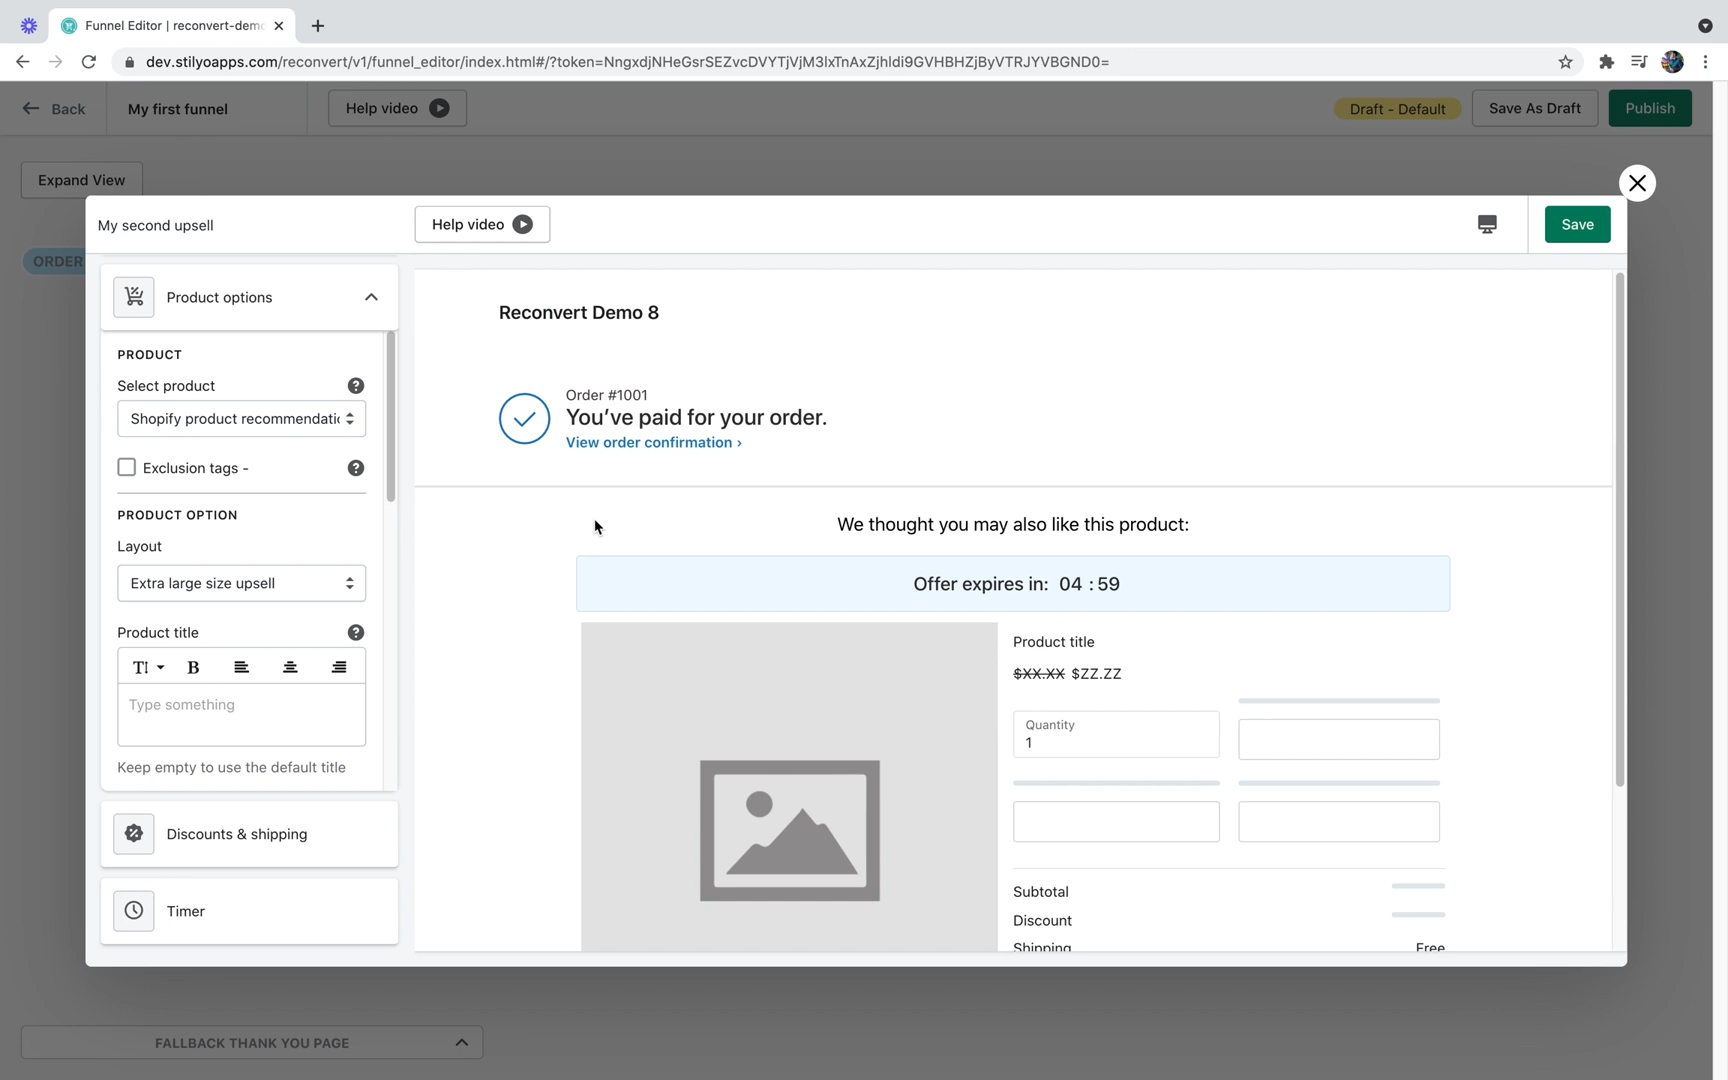 Funnel Editor | reconvert-dem
dev.stilyoapps.com/reconvert/v1/funnel_editor/index.html#/?token=NngxdjNHeGsrSEZvcDVYTjVjM3IxTnAxZjhldi9GVHBHZjByVTRJYVBGND0=
Back
My first funnel
Help video
Draft - Default
Save As Draft
Publish
Expand View
ORDER
My second upsell
Help video
Save
Product options
PRODUCT
Select product
Shopify product recommendatic
Exclusion tags -
PRODUCT OPTION
Layout
Extra large size upsell
Product title
T B
Type something
Keep empty to use the default title
Discounts & shipping
Timer
Reconvert Demo 8
Order #1001
You've paid for your order.
View order confirmation ›
We thought you may also like this product:
Offer expires in: 04 : 59
Product title
$XX.XX $ZZ.ZZ
Quantity
1
Subtotal
Discount
Shipping Free
FALLBACK THANK YOU PAGE